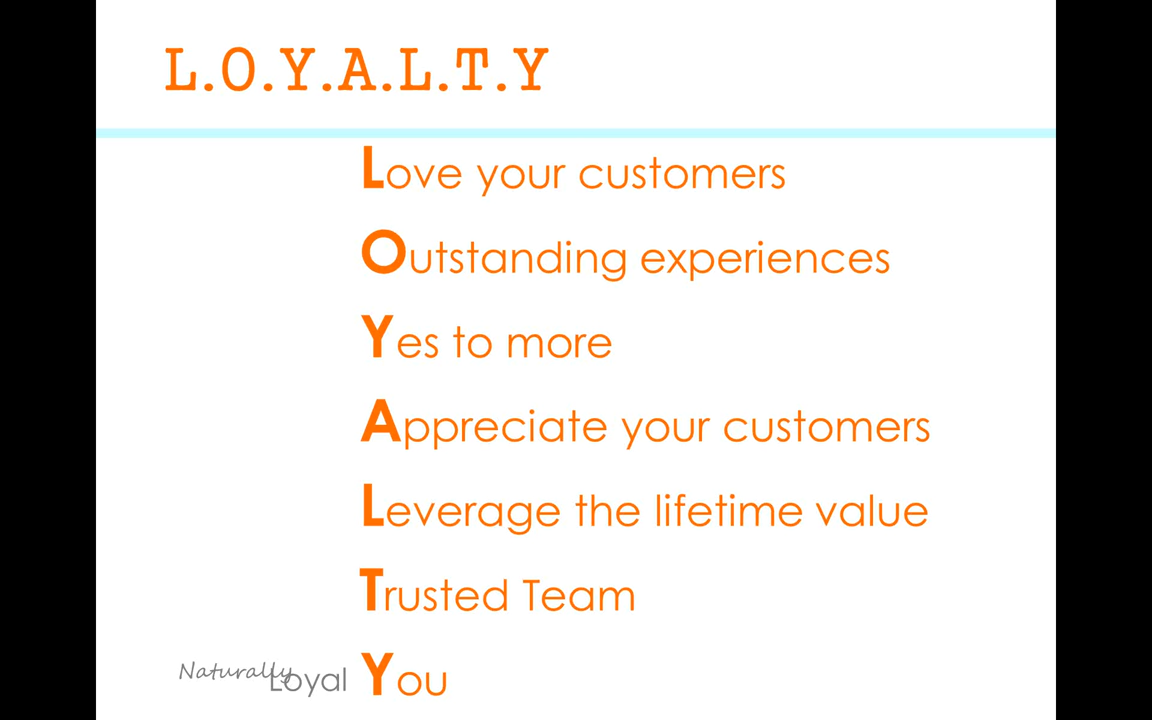 L.O.Y.A.L.T.Y
Love your customers
Outstanding experiences
Yes to more
Appreciate your customers
Leverage the lifetime value
Trusted Team
You
Naturally
Loyal